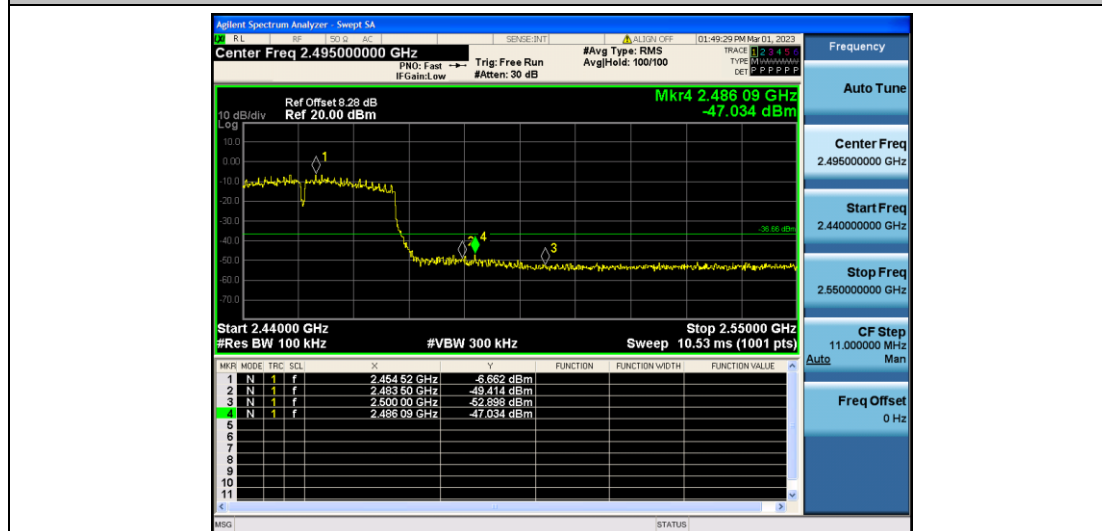 Agilent Spectrum Analyzer - Swept SA
RL RF 50 Ω AC SENSE:INT ALIGN OFF 01:49:29 PM Mar 01, 2023
Center Freq 2.495000000 GHz #Avg Type: RMS TRACE 1 2 3 4 5 6
PNO: Fast Trig: Free Run Avg|Hold: 100/100 TYPE M
IFGain:Low #Atten: 30 dB DET P P P P P P
Frequency
Auto Tune
Center Freq
2.495000000 GHz
Start Freq
2.440000000 GHz
Stop Freq
2.550000000 GHz
CF Step
11.000000 MHz
Auto Man
Freq Offset
0 Hz
Mkr4 2.486 09 GHz
-47.034 dBm
Ref Offset 8.28 dB
10 dB/div Ref 20.00 dBm
Log
10.0
0.00
-10.0
-20.0
-30.0
-40.0
-50.0
-60.0
-70.0
1
2
4
3
-36.66 dBm
Start 2.44000 GHz Stop 2.55000 GHz
#Res BW 100 kHz #VBW 300 kHz Sweep 10.53 ms (1001 pts)
MKR MODE TRC SCL X Y FUNCTION FUNCTION WIDTH FUNCTION VALUE
1 N 1 f 2.454 52 GHz -6.662 dBm
2 N 1 f 2.483 50 GHz -49.414 dBm
3 N 1 f 2.500 00 GHz -52.898 dBm
4 N 1 f 2.486 09 GHz -47.034 dBm
5
6
7
8
9
10
11
MSG STATUS